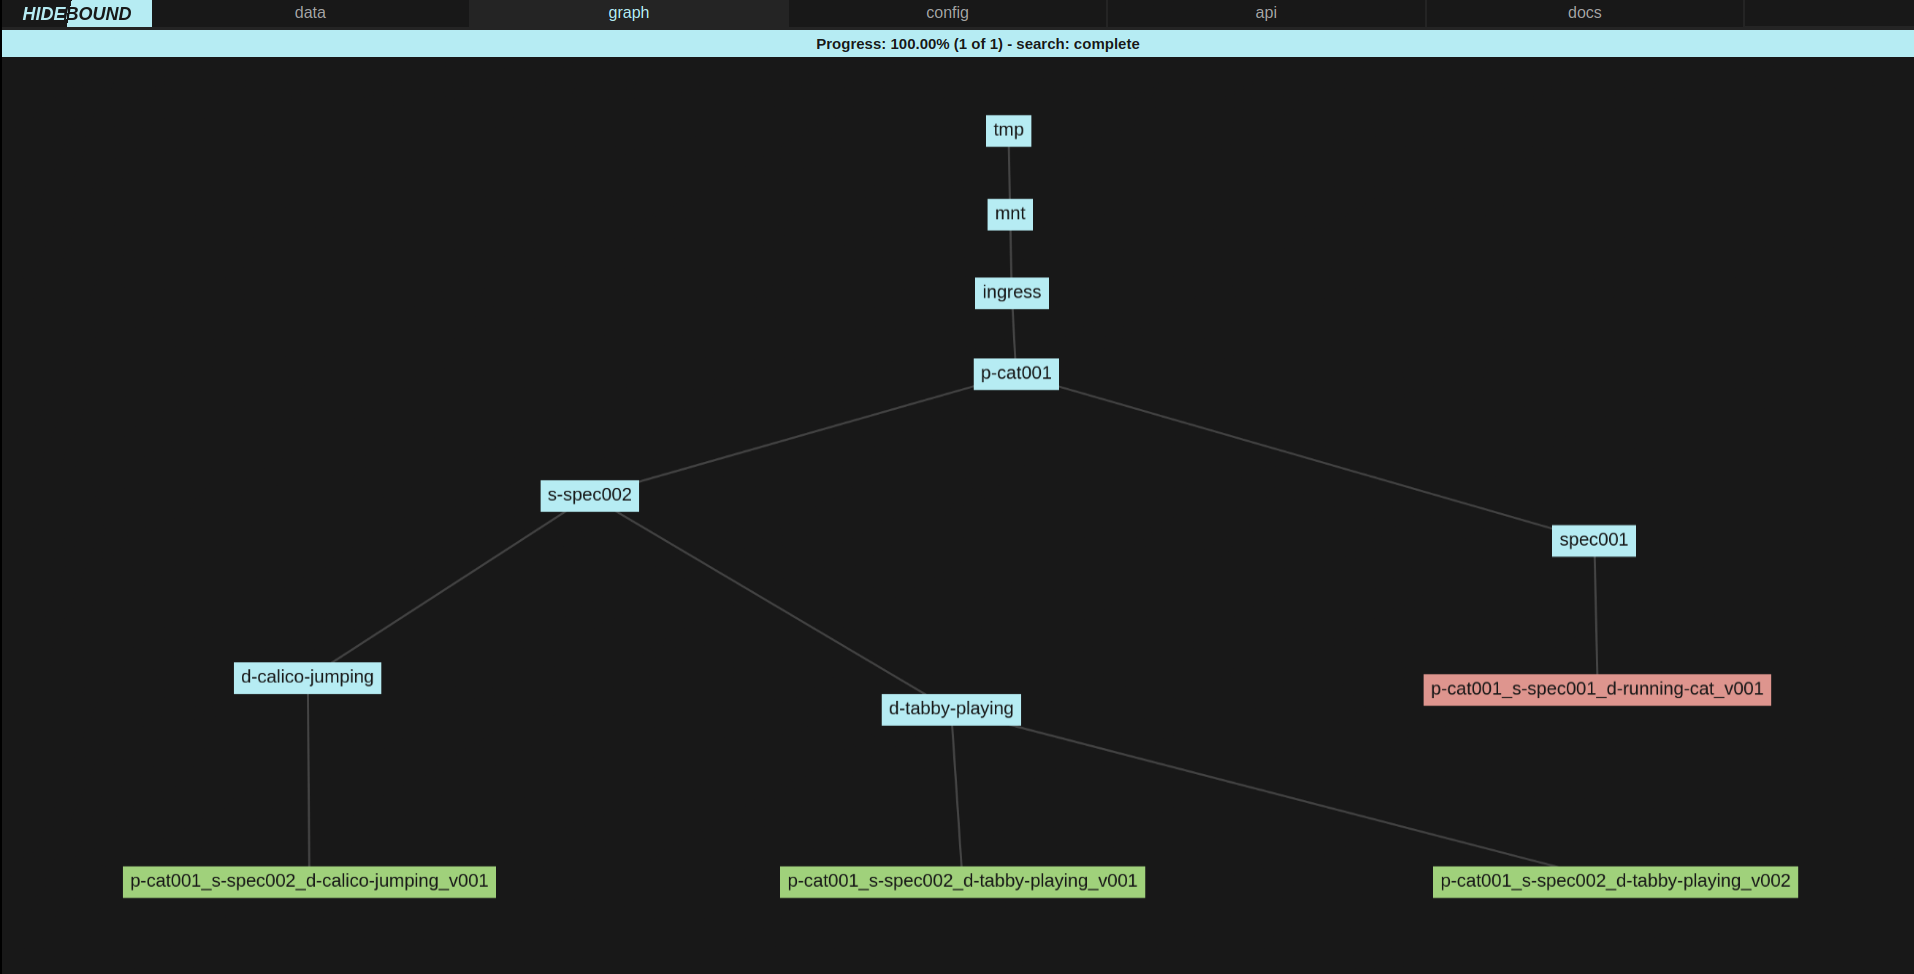 HIDEBOUND data graph config api docs
Progress: 100.00% (1 of 1) - search: complete
tmp
mnt
ingress
p-cat001
s-spec002
spec001
d-calico-jumping
p-cat001_s-spec001_d-running-cat_v001
d-tabby-playing
p-cat001_s-spec002_d-calico-jumping_v001
p-cat001_s-spec002_d-tabby-playing_v001
p-cat001_s-spec002_d-tabby-playing_v002